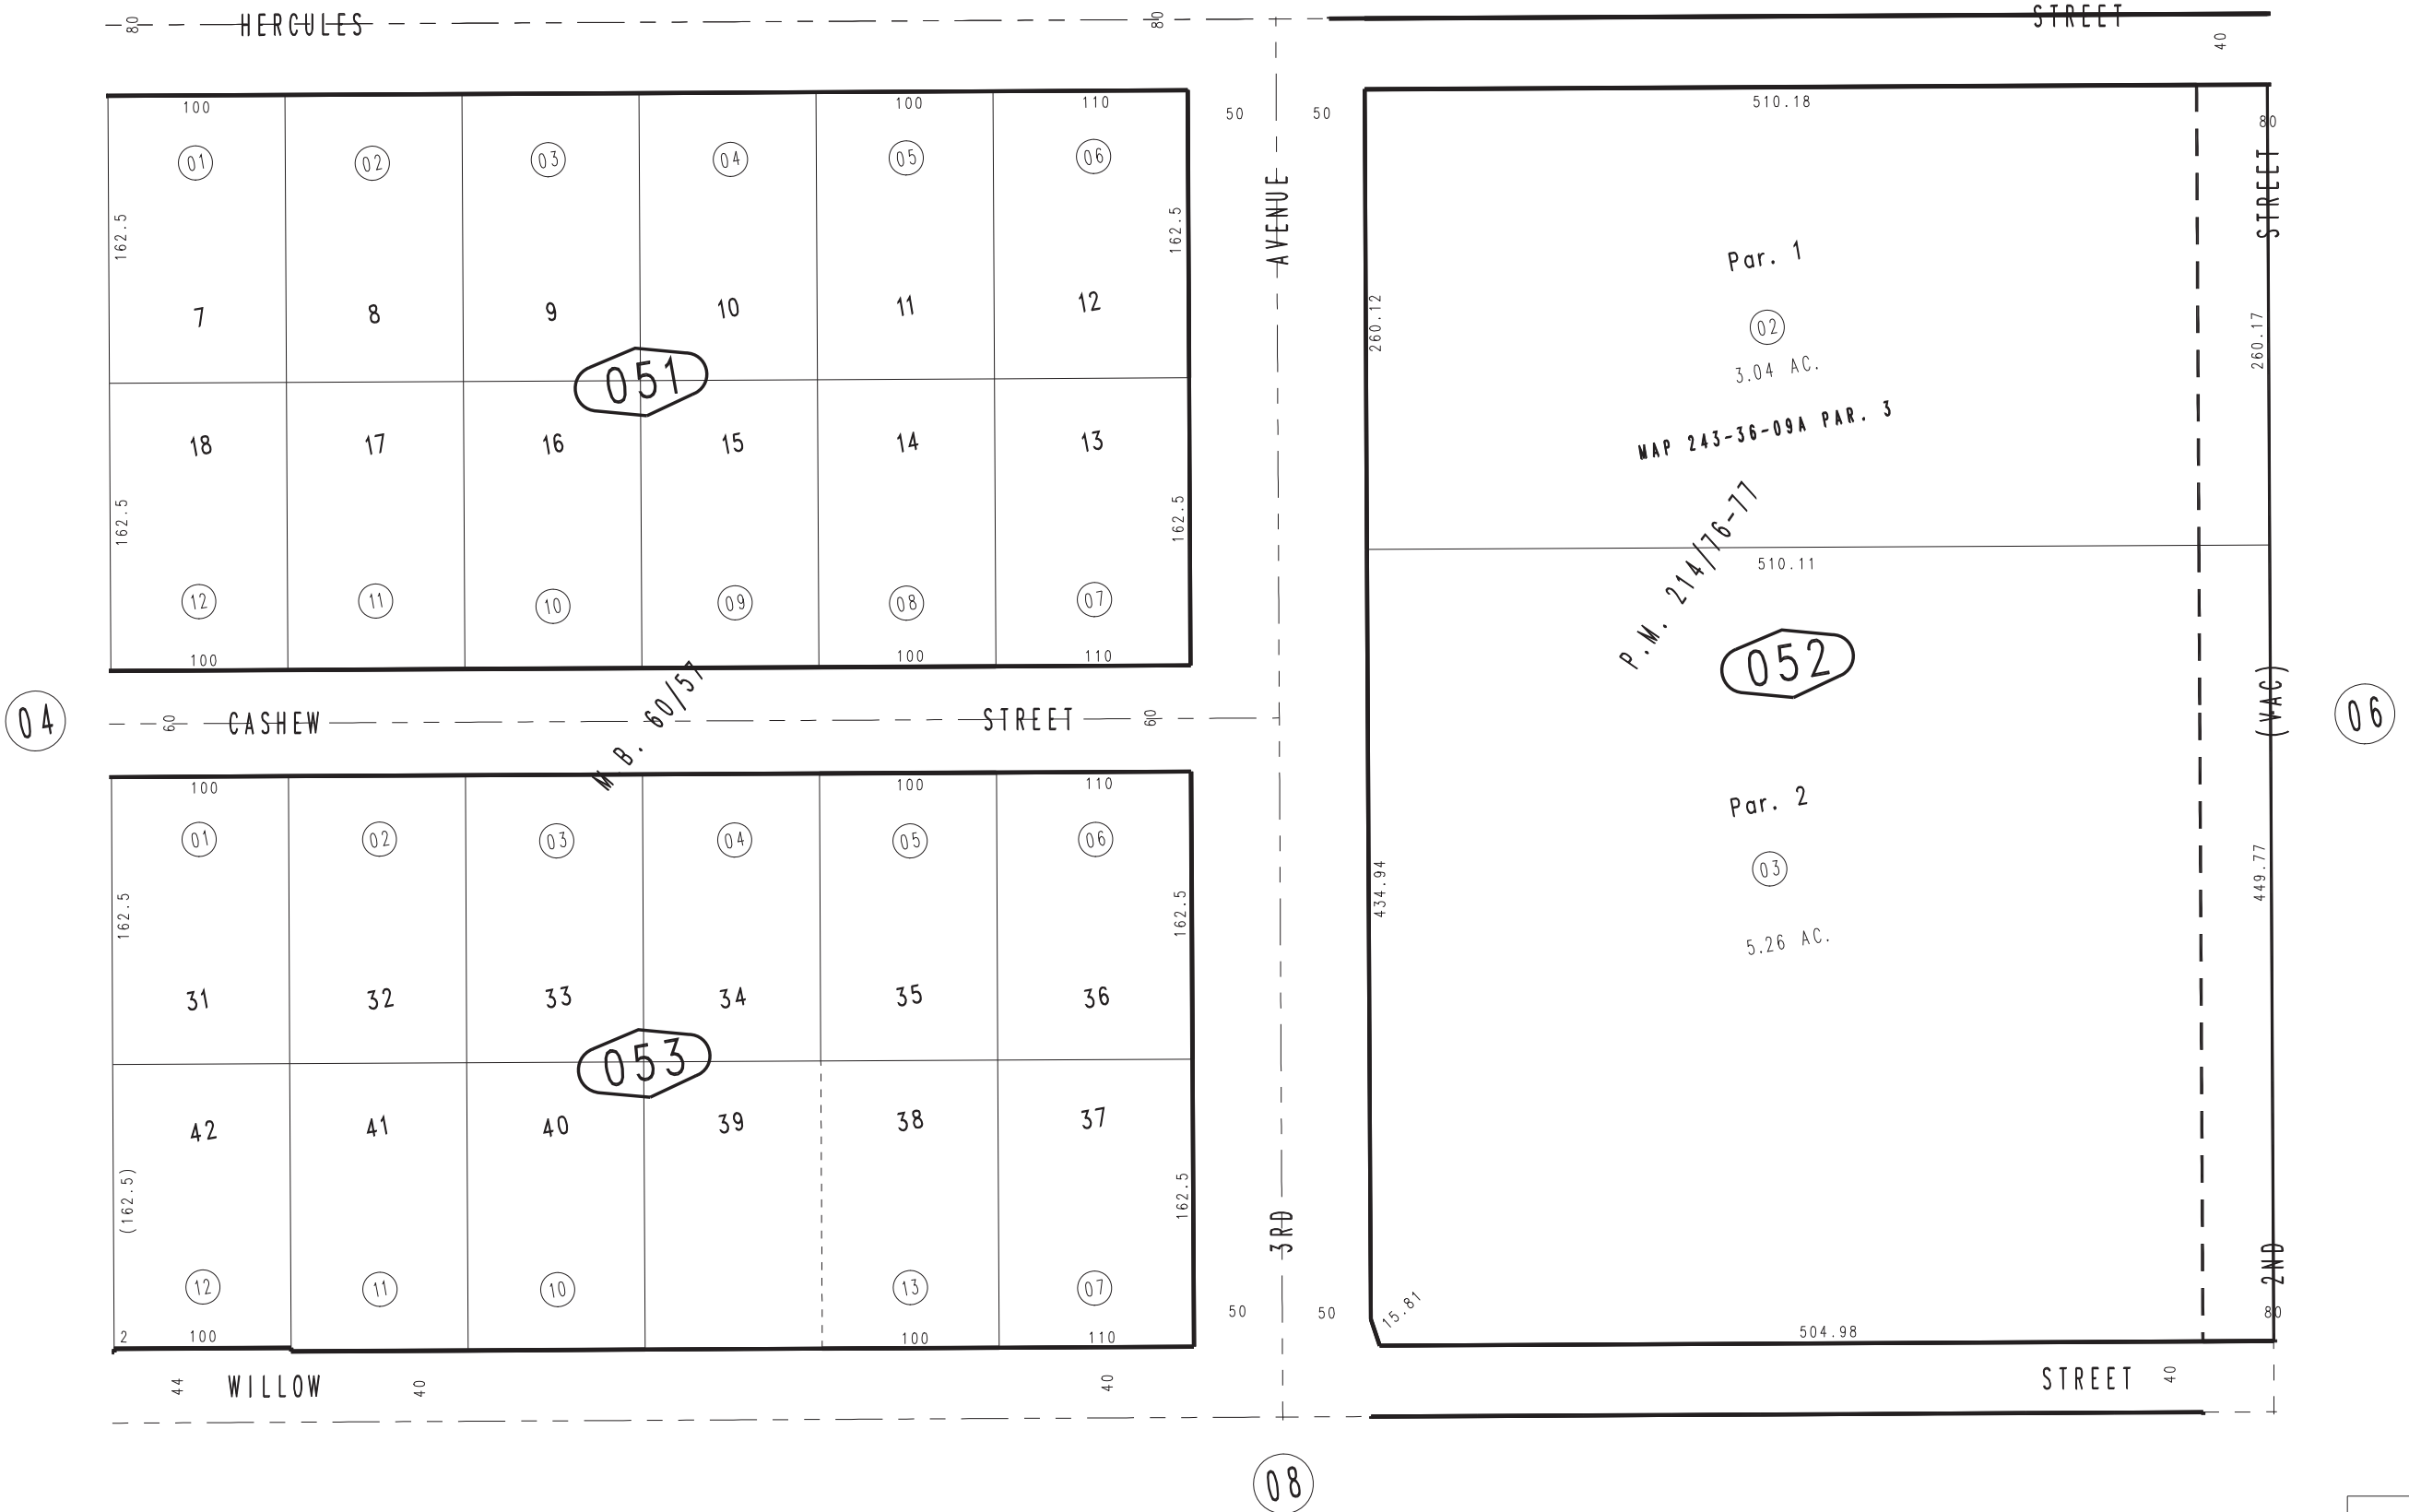 80 HERCULES 80 STREET
40
100 100 110
50 50
510.18
80
01 02 03 04 05 06
162.5 162.5
AVENUE
STREET
Par. 1
02
3.04 AC.
260.12
260.17
7 8 9 10 11 12
051
MAP 243-36-09A PAR. 3
18 17 16 15 14 13
162.5 162.5
P.M. 214/76-77
510.11
12 11 10 09 08 07
100 100 110
052
M.B. 60/57
04
60 CASHEW STREET 60
(VAC)
06
100 100 110
Par. 2
01 02 03 04 05 06
03
434.94
449.77
162.5 162.5
5.26 AC.
31 32 33 34 35 36
053
42 41 40 39 38 37
(162.5) 162.5
3RD
2ND
12 11 10 13 07
50 50
15.81
80
2 100 100 110
504.98
44 WILLOW 40 40 STREET 40
08